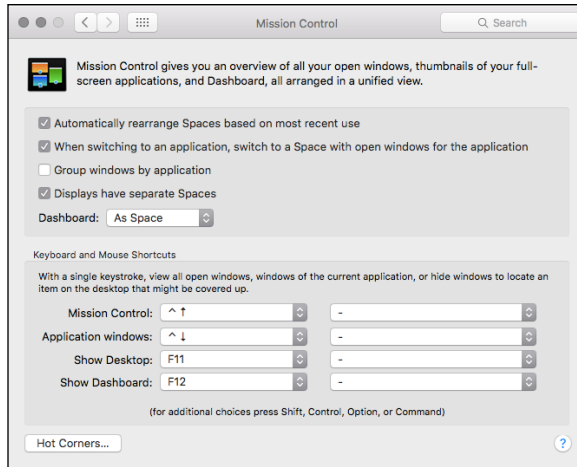 Mission Control
Search
Mission Control gives you an overview of all your open windows, thumbnails of your full-
screen applications, and Dashboard, all arranged in a unified view.
Automatically rearrange Spaces based on most recent use
When switching to an application, switch to a Space with open windows for the application
Group windows by application
Displays have separate Spaces
Dashboard: As Space
Keyboard and Mouse Shortcuts
With a single keystroke, view all open windows, windows of the current application, or hide windows to locate an
item on the desktop that might be covered up.
Mission Control: ^ ↑ -
Application windows: ^ ↓ -
Show Desktop: F11 -
Show Dashboard: F12 -
(for additional choices press Shift, Control, Option, or Command)
Hot Corners... ?